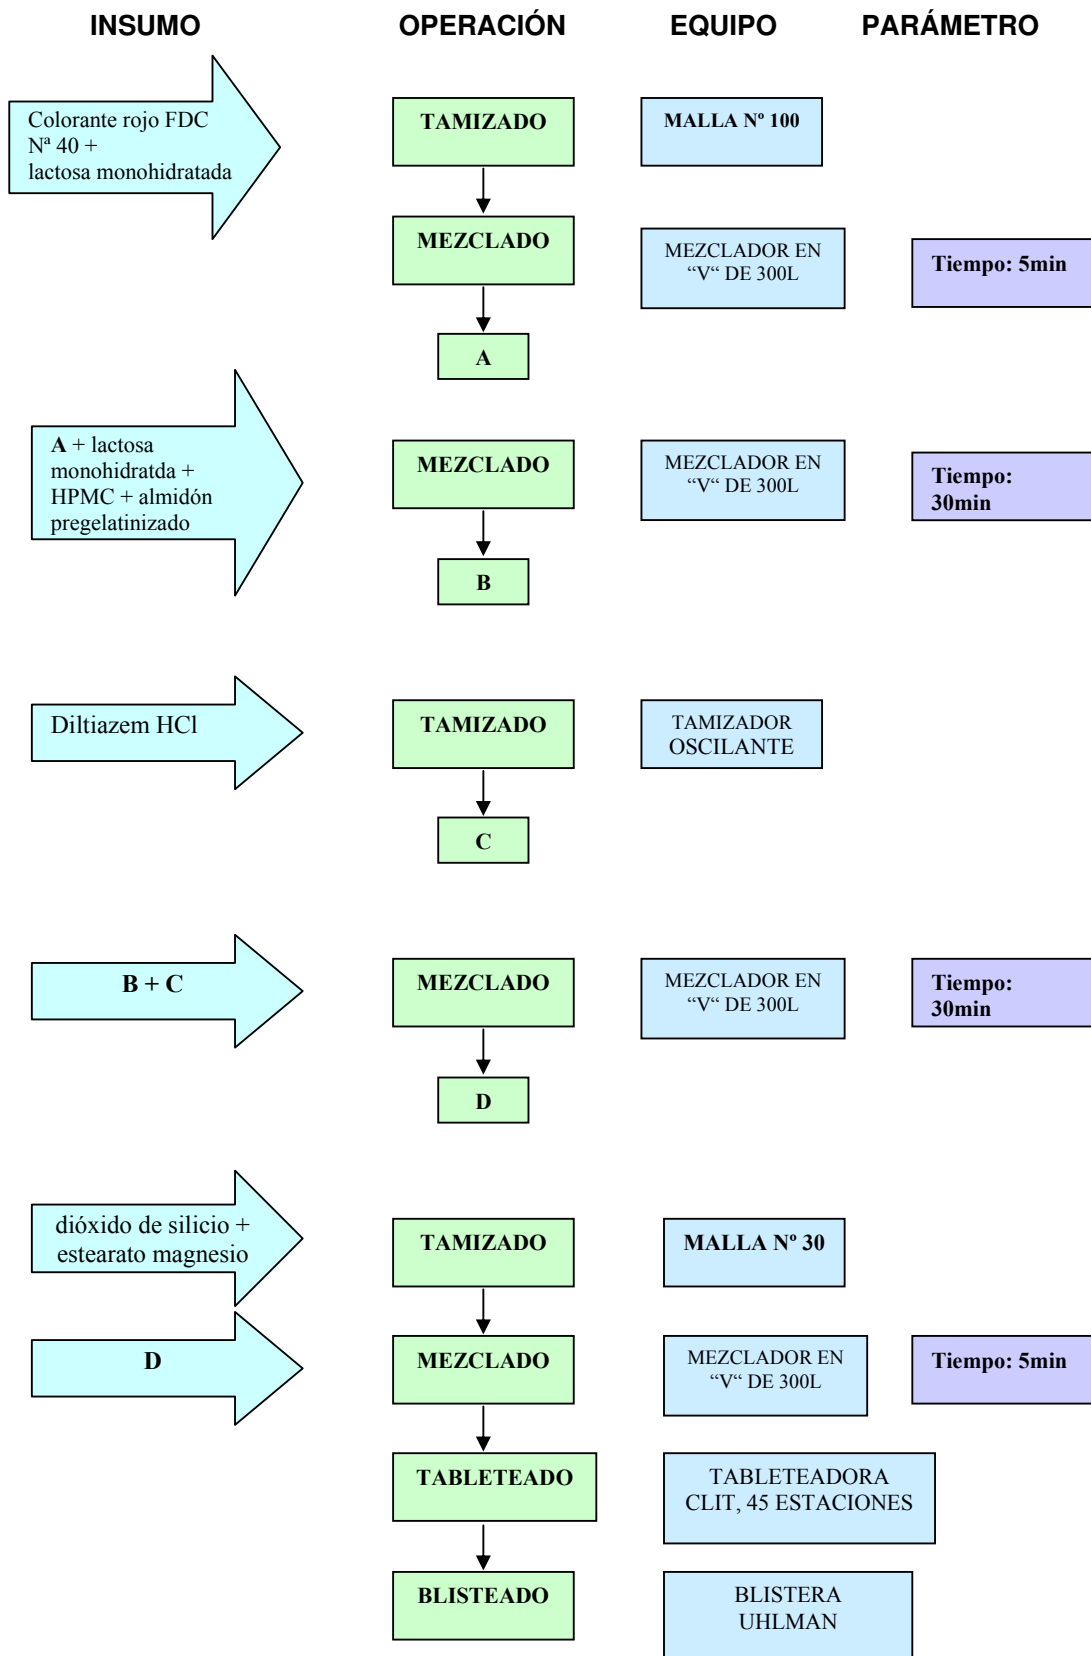 INSUMO OPERACIÓN EQUIPO PARÁMETRO
Colorante rojo FDC
Nª 40 +
lactosa monohidratada
TAMIZADO
MALLA Nº 100
MEZCLADO
MEZCLADOR EN
“V“ DE 300L
Tiempo: 5min
A
A + lactosa
monohidratda +
HPMC + almidón
pregelatinizado
MEZCLADO
MEZCLADOR EN
“V“ DE 300L
Tiempo:
30min
B
Diltiazem HCl
TAMIZADO
TAMIZADOR
OSCILANTE
C
B + C
MEZCLADO
MEZCLADOR EN
“V“ DE 300L
Tiempo:
30min
D
dióxido de silicio +
estearato magnesio
TAMIZADO
MALLA Nº 30
D
MEZCLADO
MEZCLADOR EN
“V“ DE 300L
Tiempo: 5min
TABLETEADO
TABLETEADORA
CLIT, 45 ESTACIONES
BLISTEADO
BLISTERA
UHLMAN